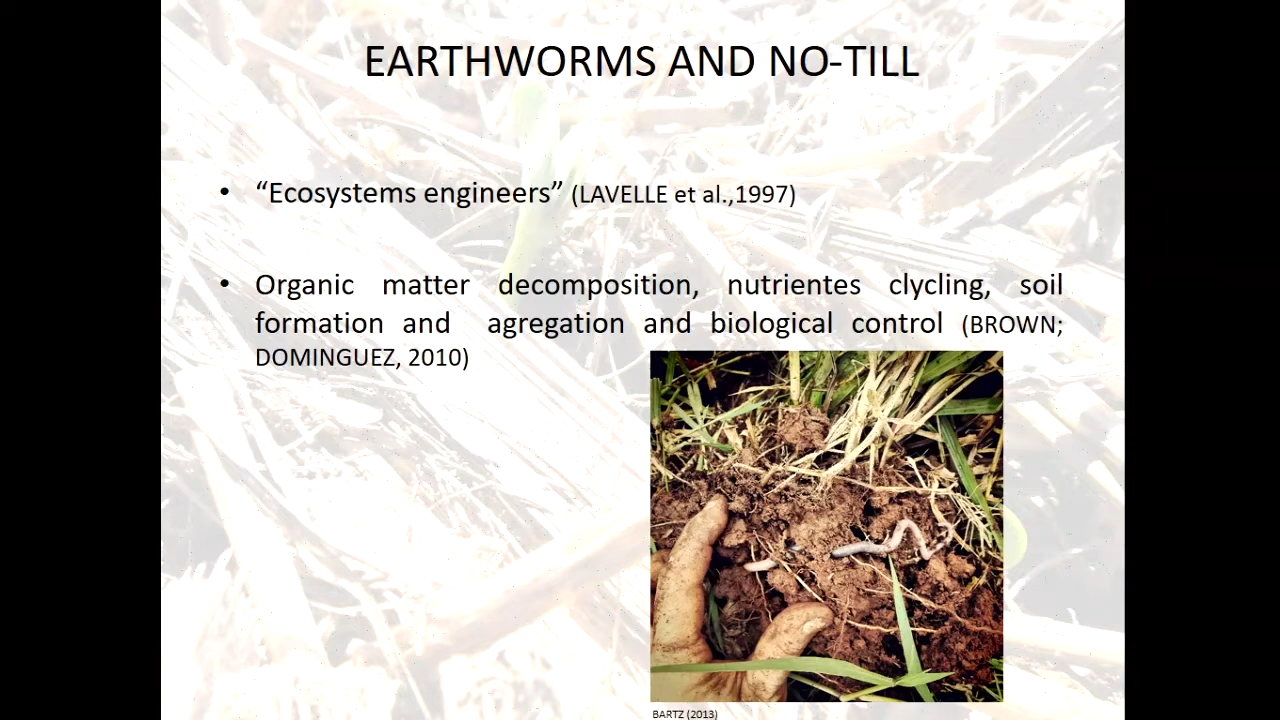 EARTHWORMS AND NO-TILL
• “Ecosystems engineers” (LAVELLE et al.,1997)
• Organic matter decomposition, nutrientes clycling, soil
formation and agregation and biological control (BROWN;
DOMINGUEZ, 2010)
BARTZ (2013)